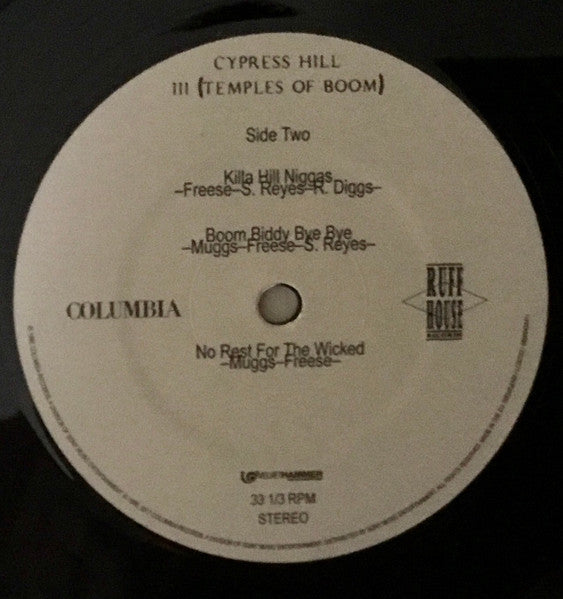 CYPRESS HILL
III (TEMPLES OF BOOM)
Side Two
Killa Hill Niggas
–Freese–S. Reyes–R. Diggs–
Boom Biddy Bye Bye
–Muggs–Freese–S. Reyes–
COLUMBIA
RUFF
HOUSE
No Rest For The Wicked
–Muggs–Freese–
33 1/3 RPM
STEREO